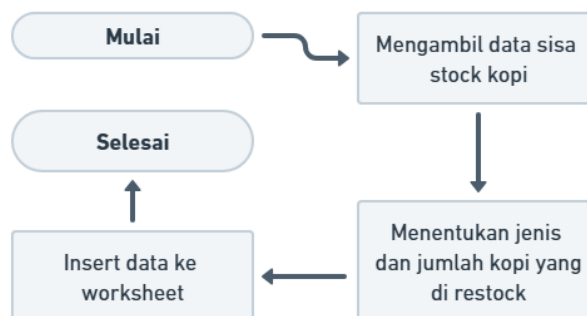 Mulai
Mengambil data sisa
stock kopi
Menentukan jenis
dan jumlah kopi yang
di restock
Insert data ke
worksheet
Selesai